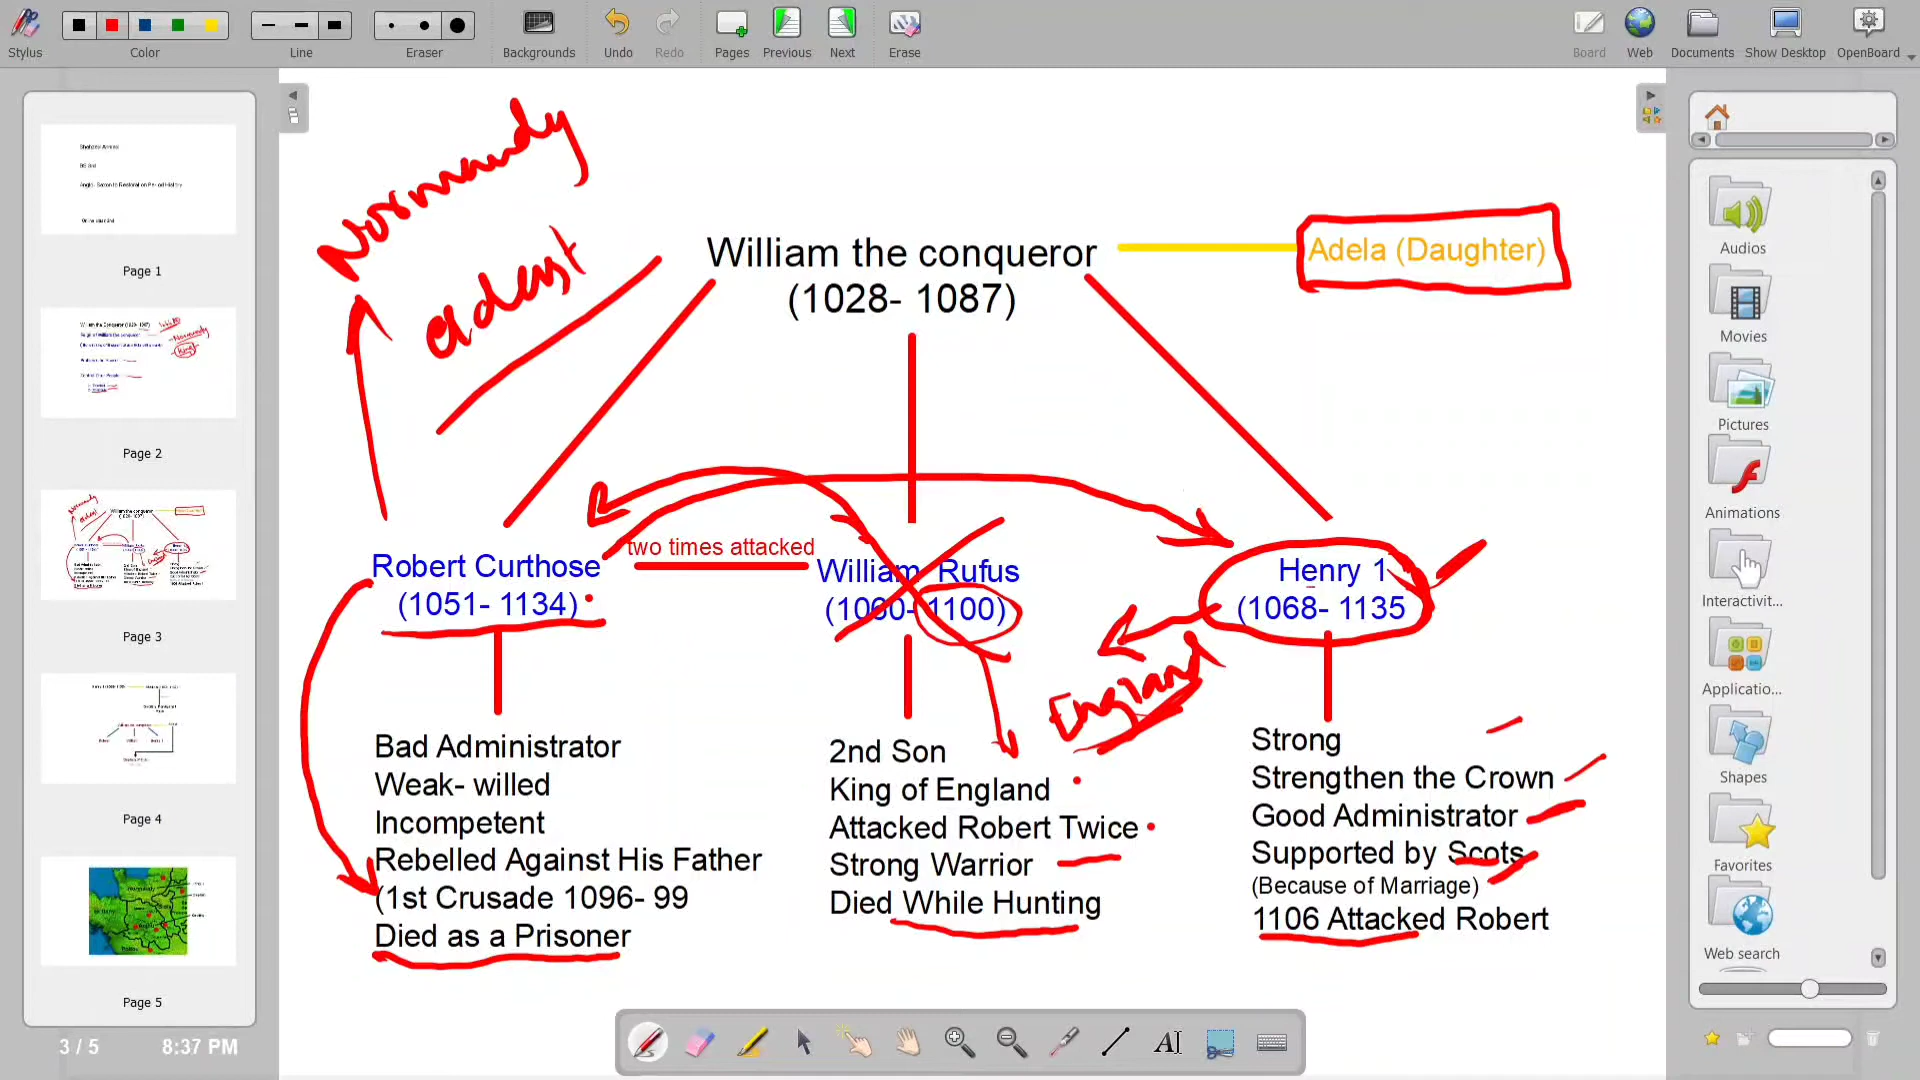 Stylus
Color
Line
Eraser
Backgrounds
Undo
Redo
Pages
Previous
Next
Erase
Board
Web
Documents
Show Desktop
OpenBoard
Page 1
Page 2
Page 3
Page 4
Page 5
3 / 5
8:37 PM
Normandy
eldest
William the conqueror
(1028- 1087)
Adela (Daughter)
two times attacked
Robert Curthose
(1051- 1134)
William Rufus
(1060- 1100)
Henry 1
(1068- 1135
England
Bad Administrator
Weak- willed
Incompetent
Rebelled Against His Father
(1st Crusade 1096- 99
Died as a Prisoner
2nd Son
King of England
Attacked Robert Twice
Strong Warrior
Died While Hunting
Strong
Strengthen the Crown
Good Administrator
Supported by Scots
(Because of Marriage)
1106 Attacked Robert
Audios
Movies
Pictures
Animations
Interactivit...
Applicatio...
Shapes
Favorites
Web search